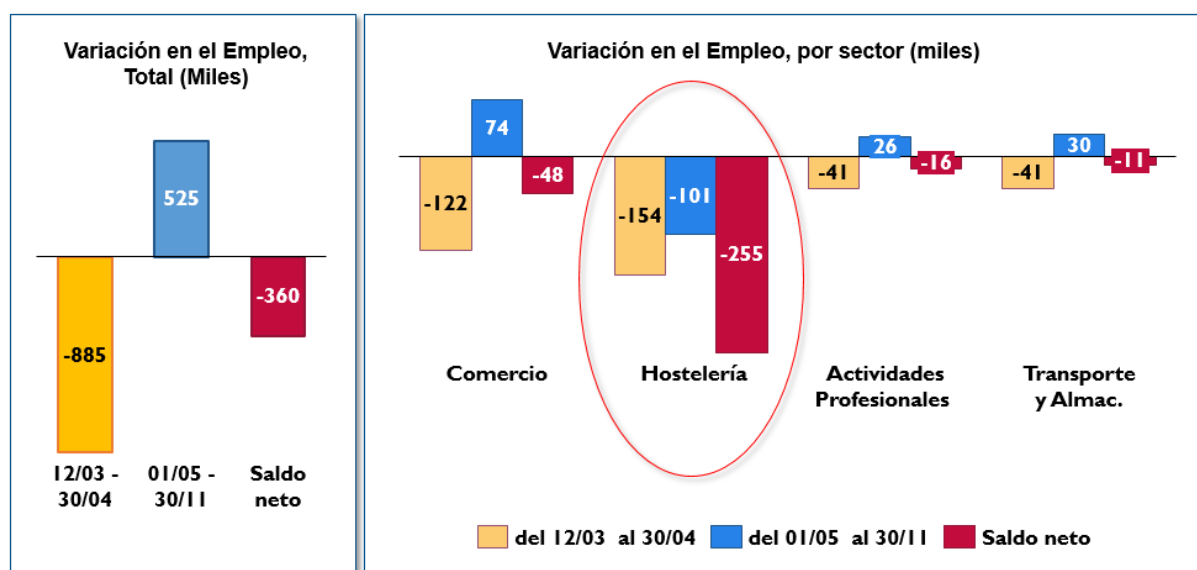 Variación en el Empleo,
Total (Miles)
525
-360
-885
12/03 -
30/04
01/05 -
30/11
Saldo
neto
Variación en el Empleo, por sector (miles)
74
-122
-48
-154
-101
-255
-41
26
-16
-41
30
-11
Comercio
Hostelería
Actividades
Profesionales
Transporte
y Almac.
del 12/03 al 30/04
del 01/05 al 30/11
Saldo neto